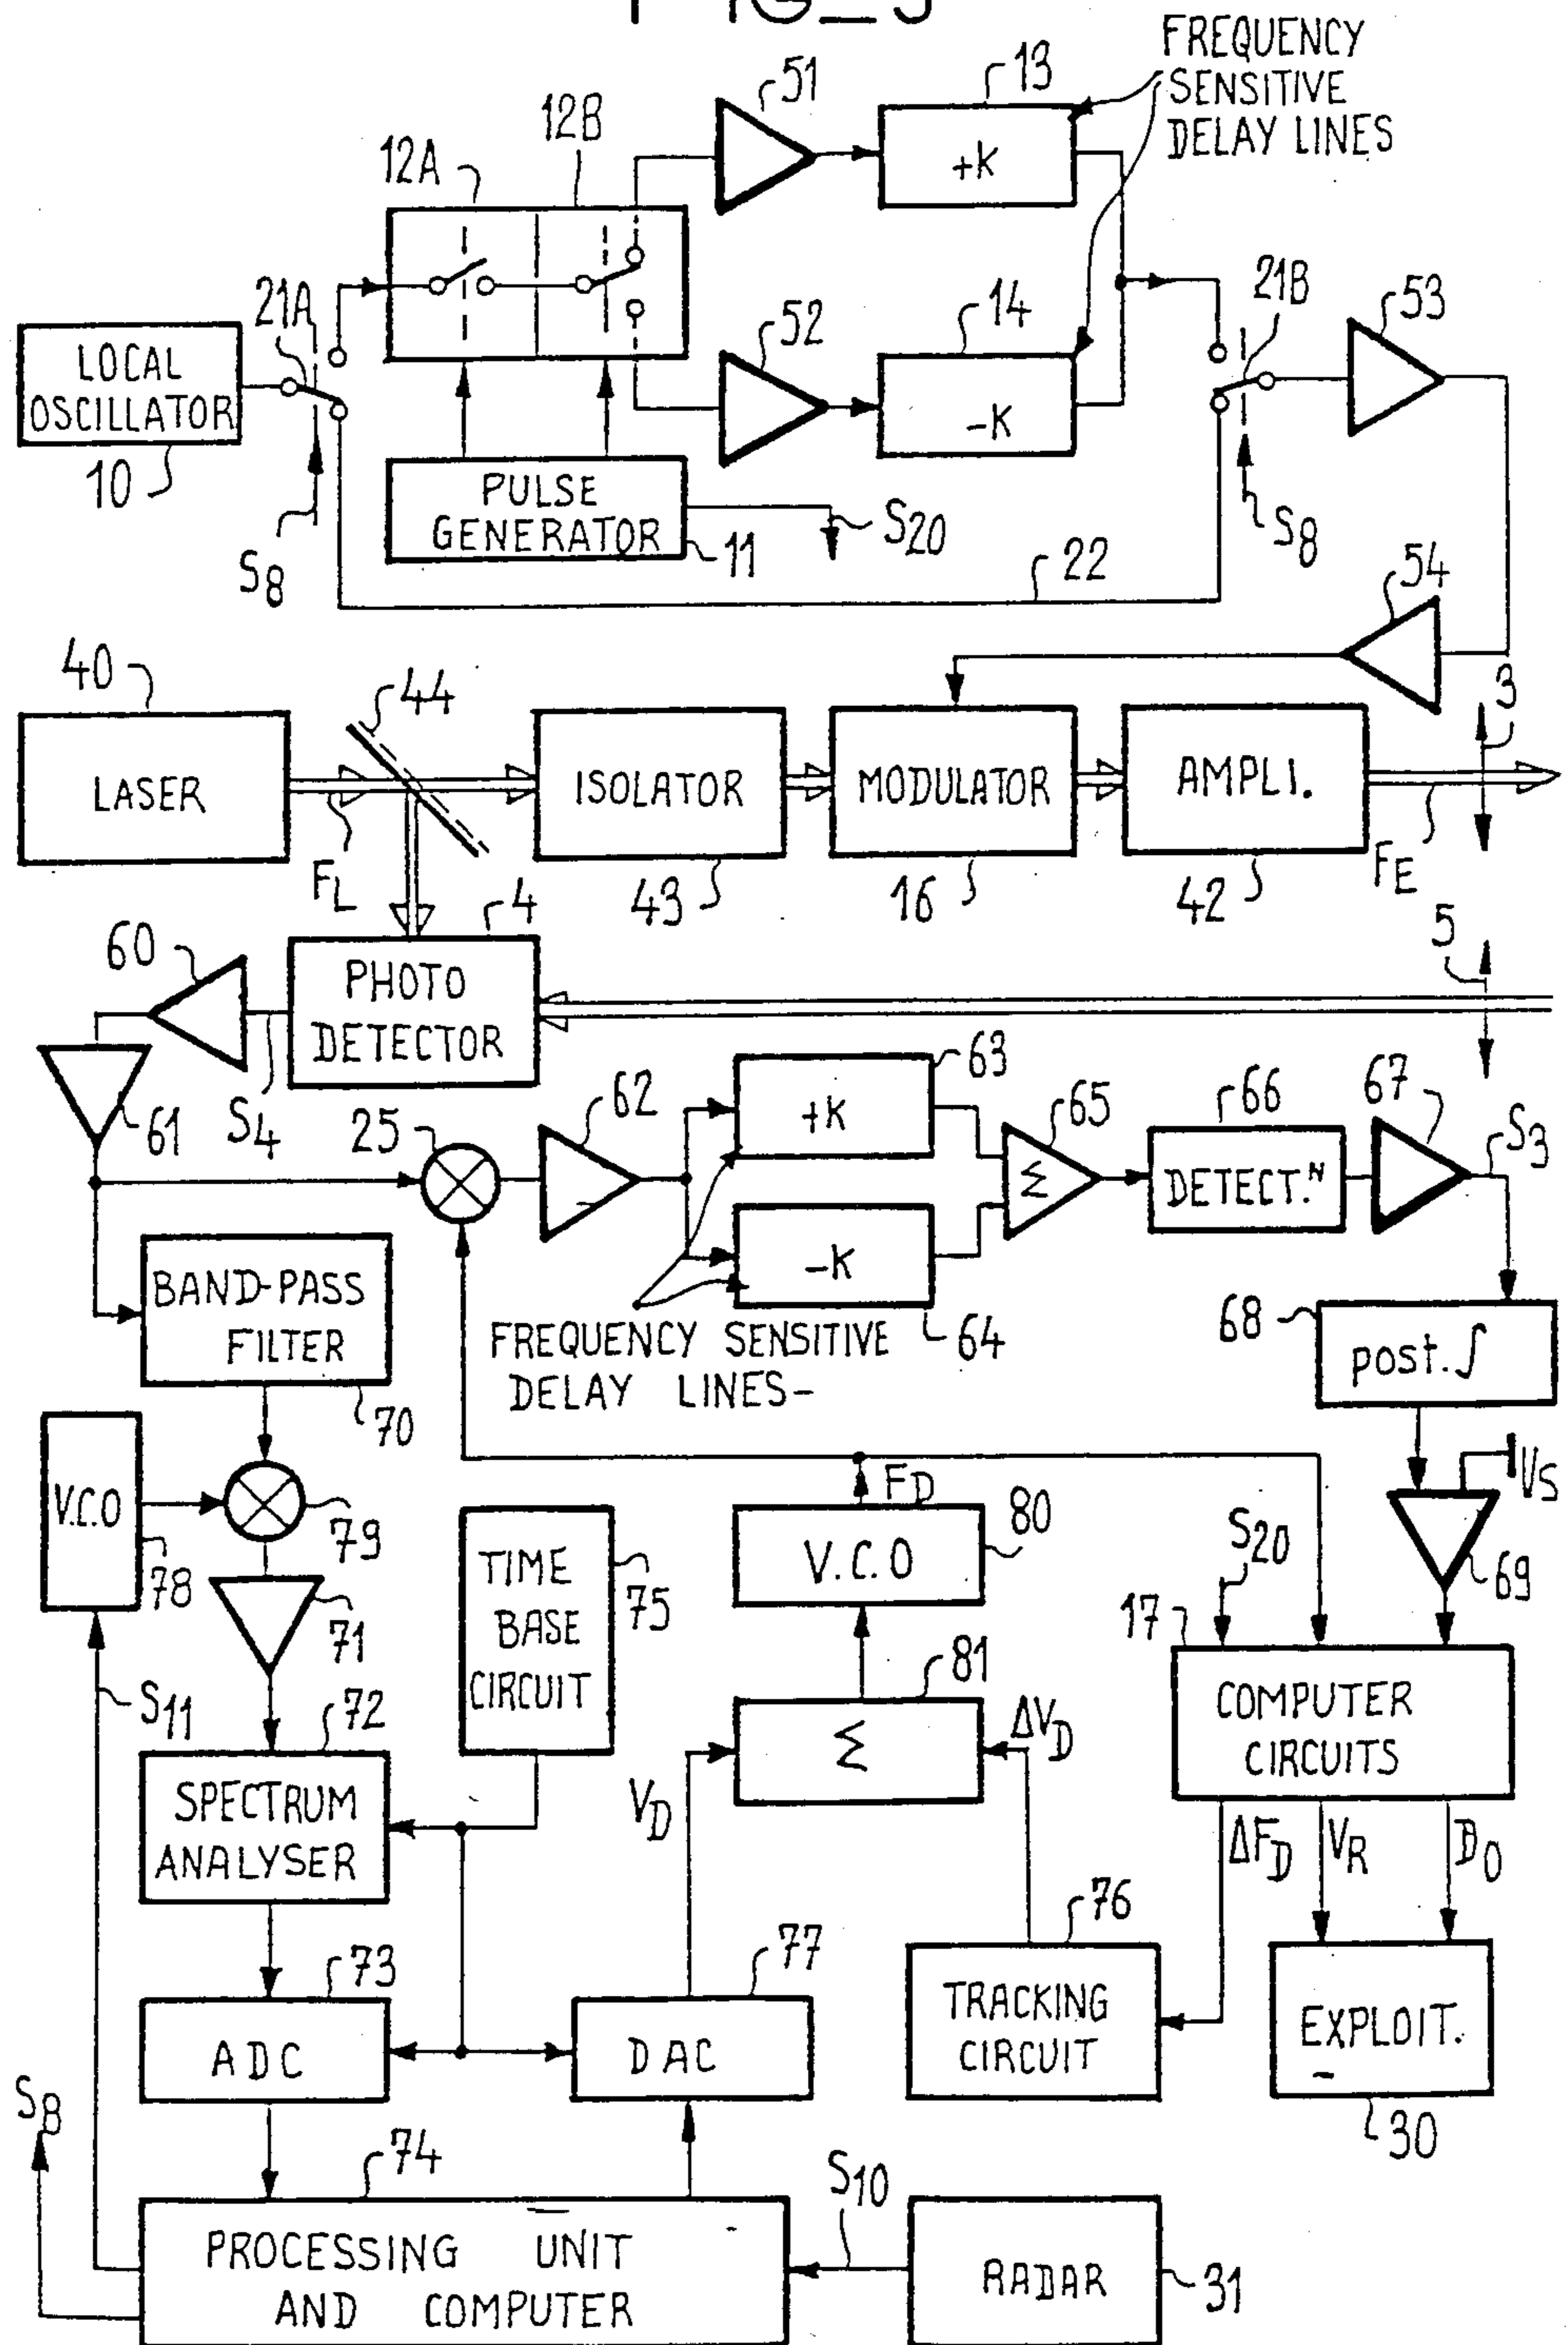 FIG_5
FREQUENCY
SENSITIVE
DELAY LINES
51
13
12B
12A
+K
21A
52
14
21B
53
LOCAL
OSCILLATOR
-K
10
PULSE
GENERATOR
S20
11
S8
S8
22
54
40
44
3
LASER
ISOLATOR
MODULATOR
AMPLI.
FL
4
43
16
42
FE
5
60
PHOTO
DETECTOR
63
61
S4
25
62
+K
65
66
67
S3
Σ
DETECT.N
BAND-PASS
FILTER
-K
FREQUENCY SENSITIVE
DELAY LINES-
64
68
post.∫
70
V.C.O
FD
VS
79
78
TIME
BASE
CIRCUIT
75
V.C.O
80
S20
69
71
17
S11
72
81
COMPUTER
CIRCUITS
Σ
ΔVD
SPECTRUM
ANALYSER
VD
ΔFD
VR
D0
76
73
77
TRACKING
CIRCUIT
EXPLOIT.
ADC
DAC
S8
30
74
S10
PROCESSING UNIT
AND COMPUTER
RADAR
31